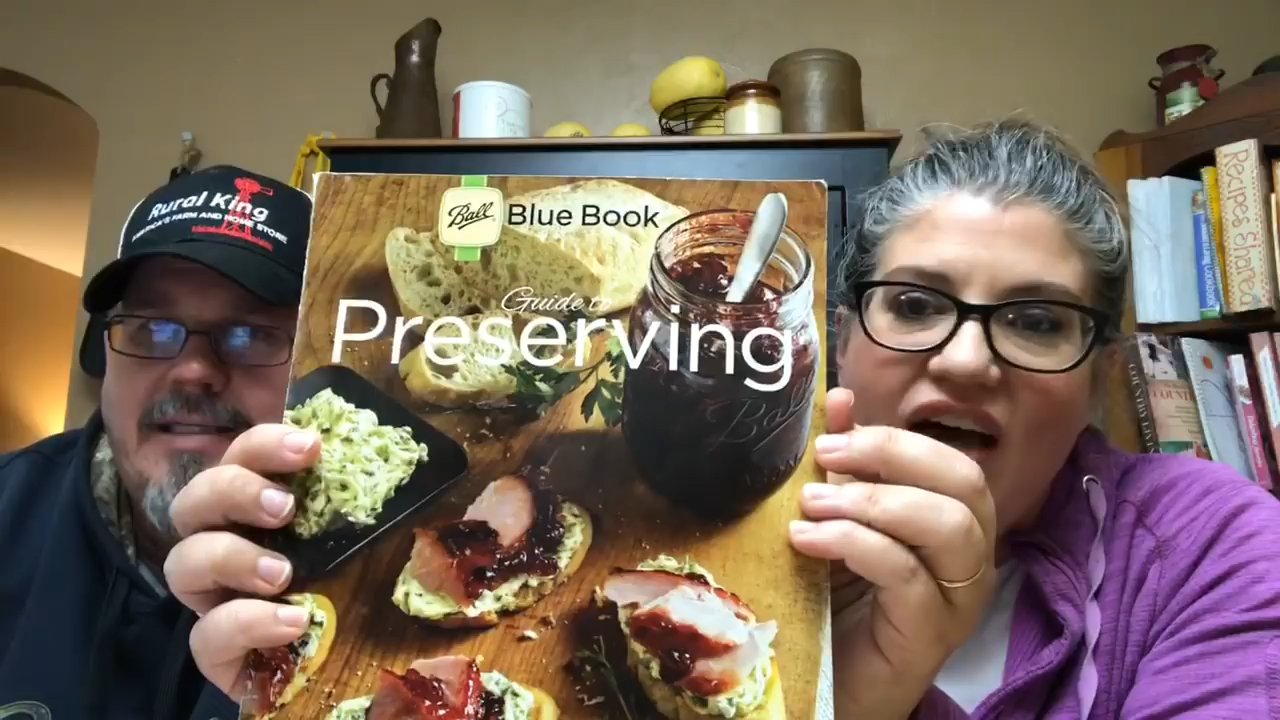 Rural King
AMERICA'S FARM AND HOME STORE
Ball
Blue Book
Guide to
Preserving
Ball
Recipes Shared